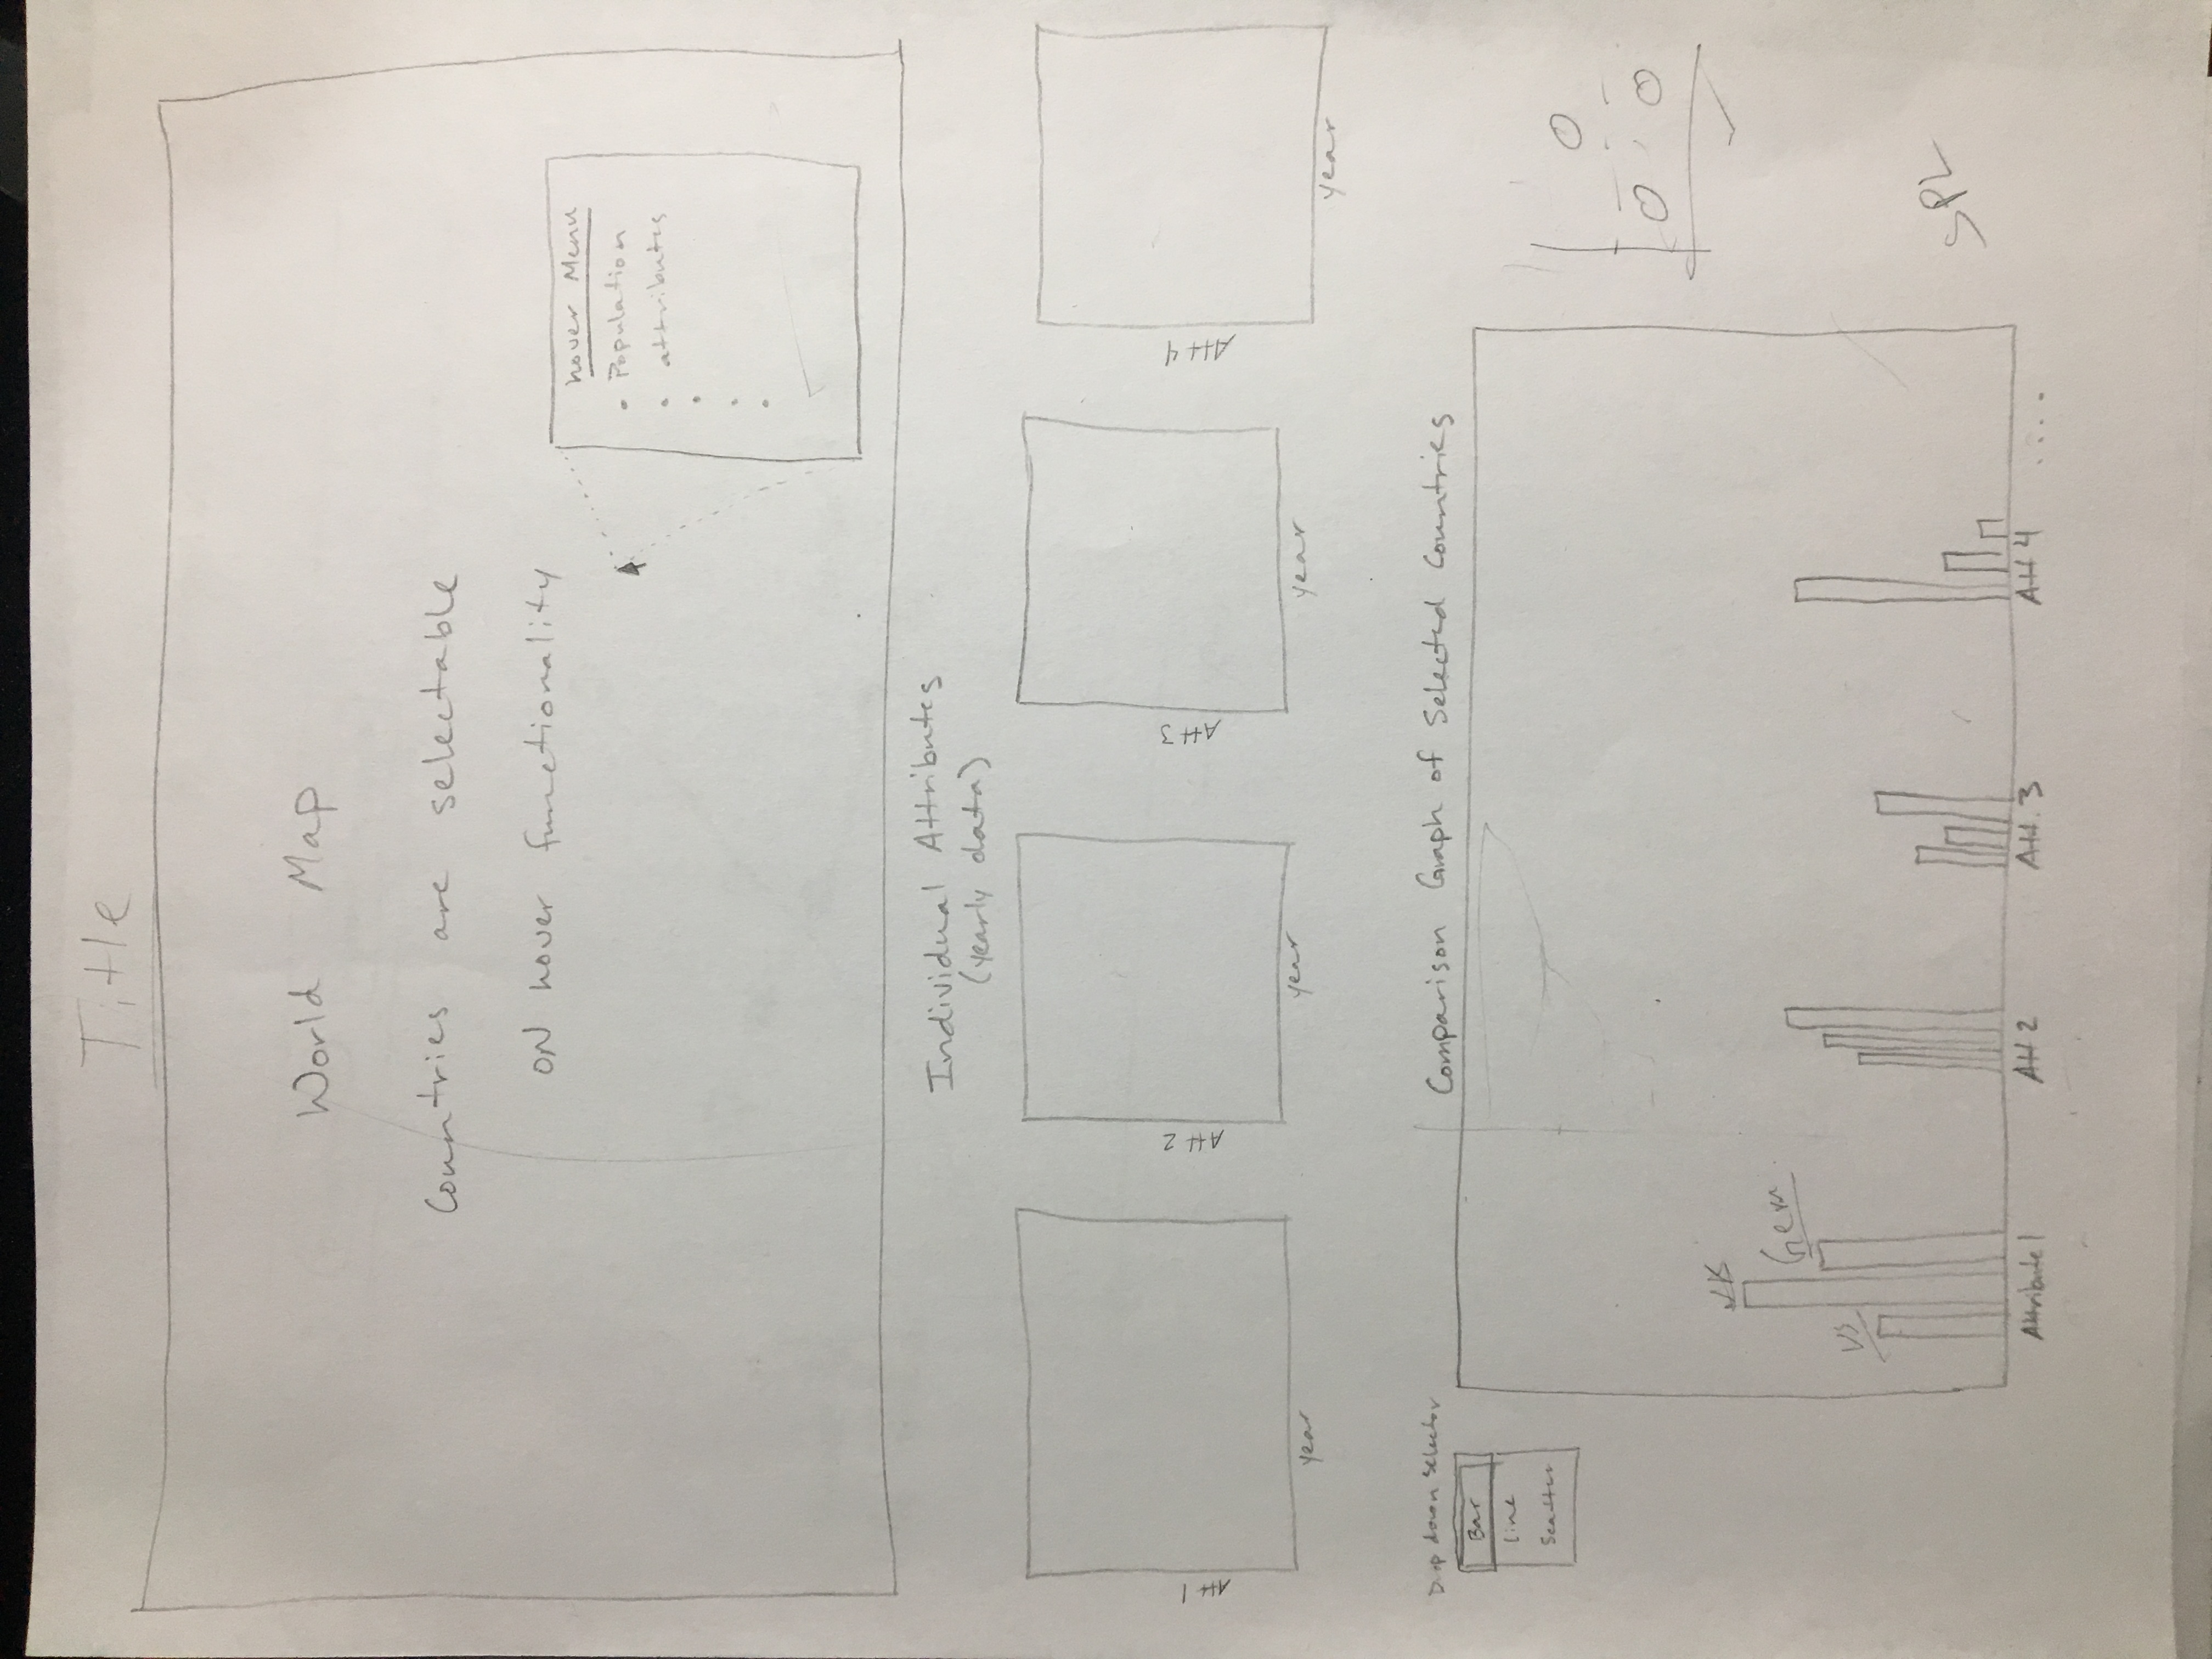 Title
World Map
Countries are selectable
ON hover functionality
hover Menu
• Population
• attributes
•
•
•
Individual Attributes
(yearly data)
Att 1
year
Att 2
year
Att 3
year
Att 4
year
Drop down Selector
Bar
line
Scatter
Comparison Graph of Selected Countries
US
UK
Germ
Attribute 1
Att 2
Att. 3
Att 4
....
SPL